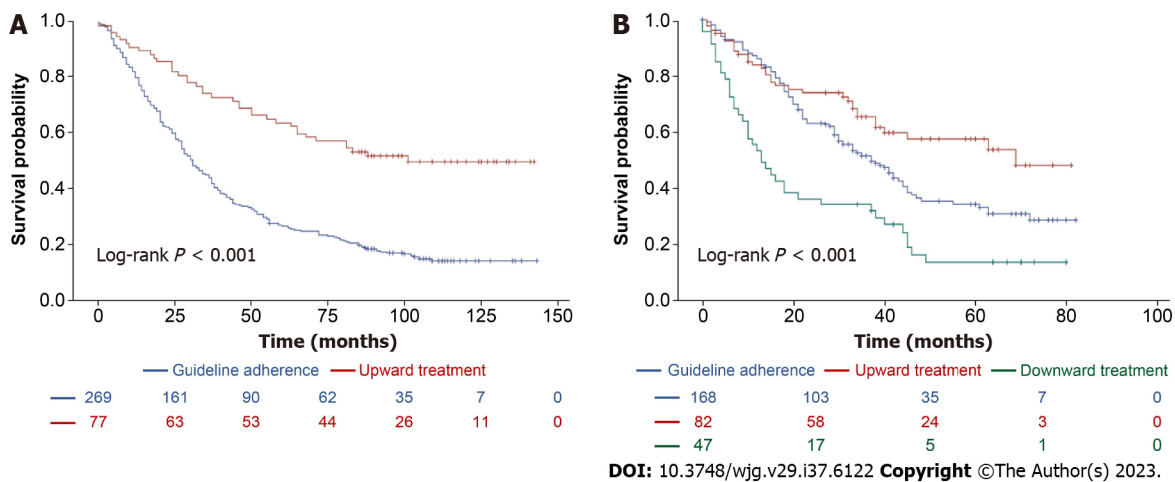 A
1.0
0.8
0.6
0.4
0.2
0.0
Survival probability
Log-rank P < 0.001
0 25 50 75 100 125 150
Time (months)
Guideline adherence Upward treatment
269 161 90 62 35 7 0
77 63 53 44 26 11 0
B
1.0
0.8
0.6
0.4
0.2
0.0
Survival probability
Log-rank P < 0.001
0 20 40 60 80 100
Time (months)
Guideline adherence Upward treatment Downward treatment
168 103 35 7 0
82 58 24 3 0
47 17 5 1 0
DOI: 10.3748/wjg.v29.i37.6122 Copyright ©The Author(s) 2023.